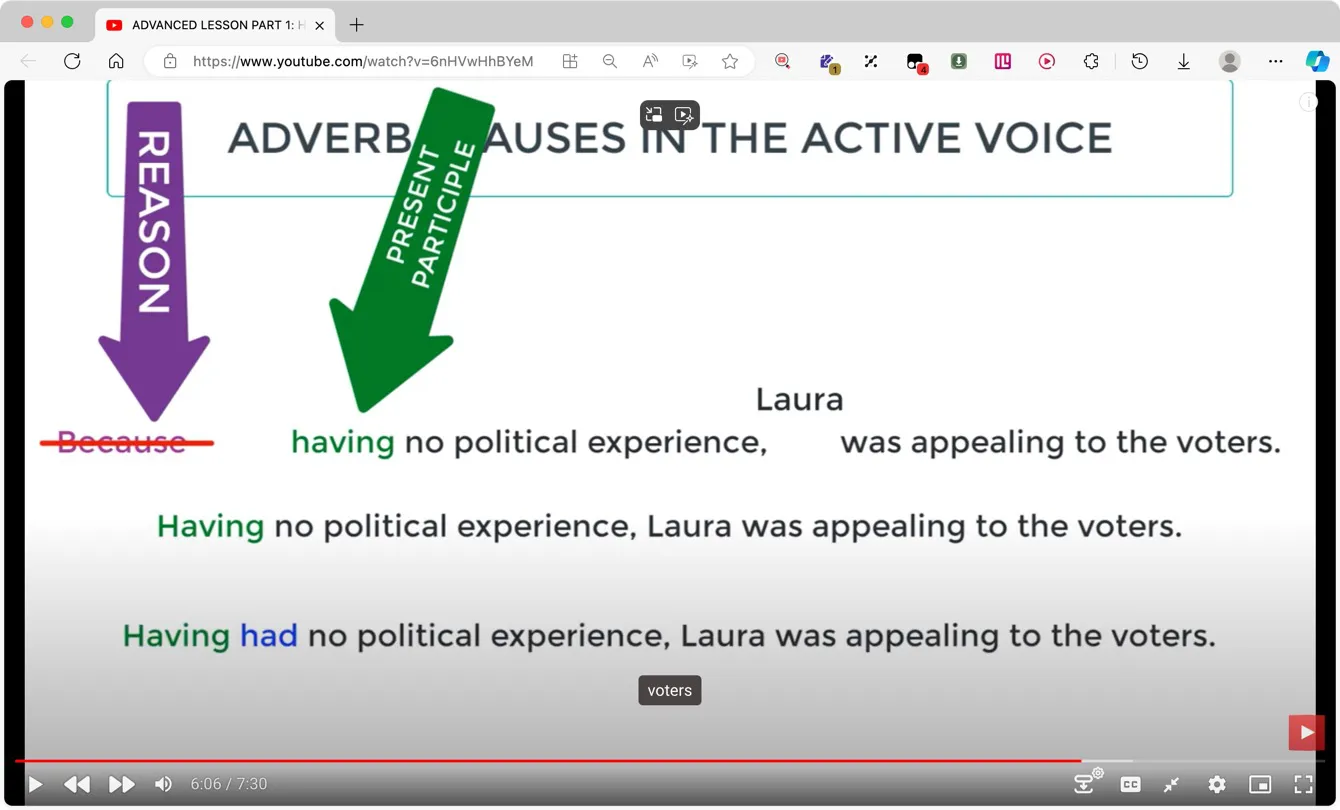 ADVANCED LESSON PART 1: H
https://www.youtube.com/watch?v=6nHVwHhBYeM
1
4
ADVERB AUSES IN THE ACTIVE VOICE
REASON
PRESENT
PARTICIPLE
Laura
Because having no political experience, was appealing to the voters.
Having no political experience, Laura was appealing to the voters.
Having had no political experience, Laura was appealing to the voters.
voters
6:06 / 7:30
CC